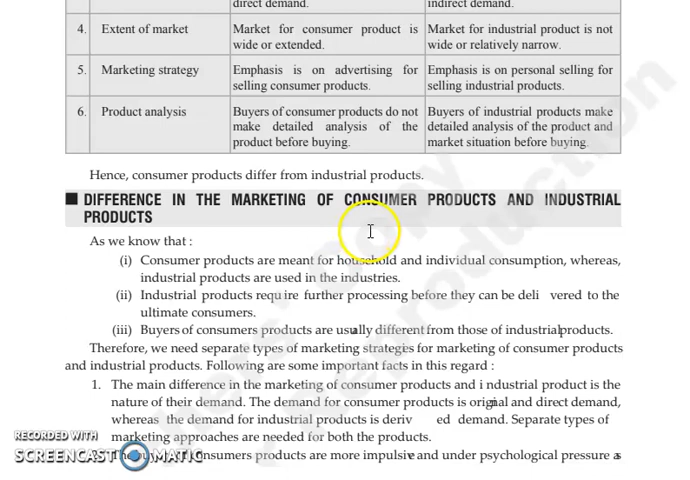 direct demand. indirect demand.
4. Extent of market Market for consumer product is Market for industrial product is not
wide or extended. wide or relatively narrow.
5. Marketing strategy Emphasis is on advertising for Emphasis is on personal selling for
selling consumer products. selling industrial products.
6. Product analysis Buyers of consumer products do not Buyers of industrial products make
make detailed analysis of the detailed analysis of the product and
product before buying. market situation before buying.
Hence, consumer products differ from industrial products.
DIFFERENCE IN THE MARKETING OF CONSUMER PRODUCTS AND INDUSTRIAL
PRODUCTS
As we know that :
(i) Consumer products are meant for household and individual consumption, whereas,
industrial products are used in the industries.
(ii) Industrial products requ ire further processing before they can be deli vered to the
ultimate consumers.
(iii) Buyers of consumers products are usually different from those of industrial products.
Therefore, we need separate types of marketing strategies for marketing of consumer products
and industrial products. Following are some important facts in this regard :
1. The main difference in the marketing of consumer products and i ndustrial product is the
nature of their demand. The demand for consumer products is original and direct demand,
whereas the demand for industrial products is deriv ed demand. Separate types of
marketing approaches are needed for both the products.
consumers products are more impulsive and under psychological pressure as
RECORDED WITH
SCREENCAST MATIC